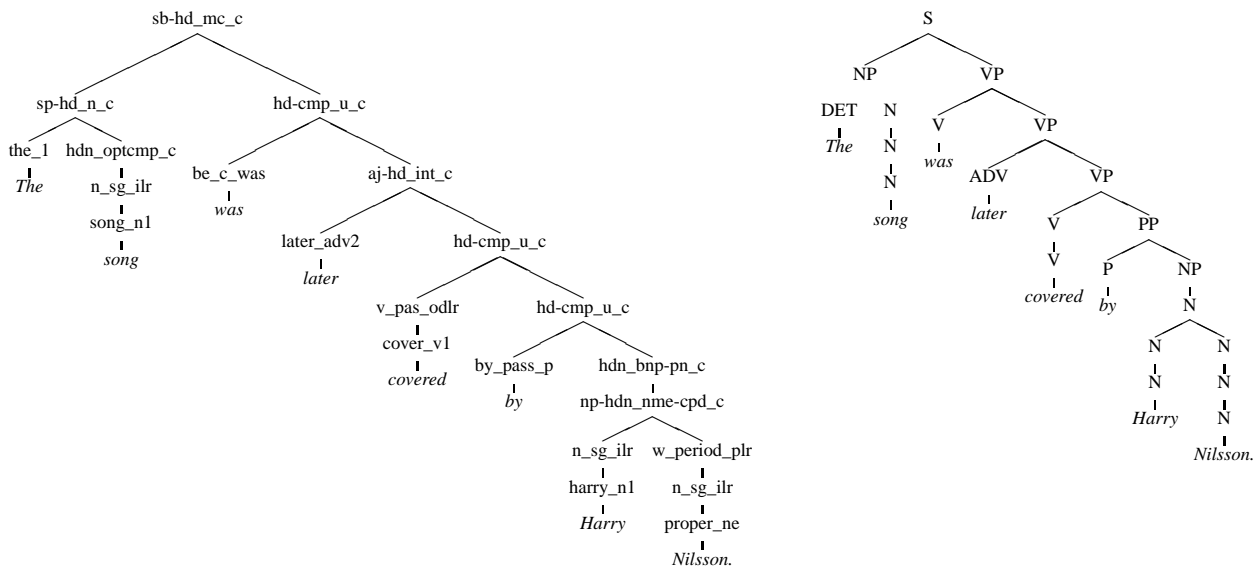 sb-hd_mc_c
sp-hd_n_c hd-cmp_u_c
the_1 hdn_optcmp_c be_c_was aj-hd_int_c
The n_sg_ilr was
song_n1 later_adv2 hd-cmp_u_c
song later
v_pas_odlr hd-cmp_u_c
cover_v1
covered by_pass_p hdn_bnp-pn_c
by np-hdn_nme-cpd_c
n_sg_ilr w_period_plr
harry_n1 n_sg_ilr
Harry proper_ne
Nilsson.
S
NP VP
DET N V VP
The N was
N ADV VP
song later
V PP
V P NP
covered by N
N N
N N
Harry N
Nilsson.